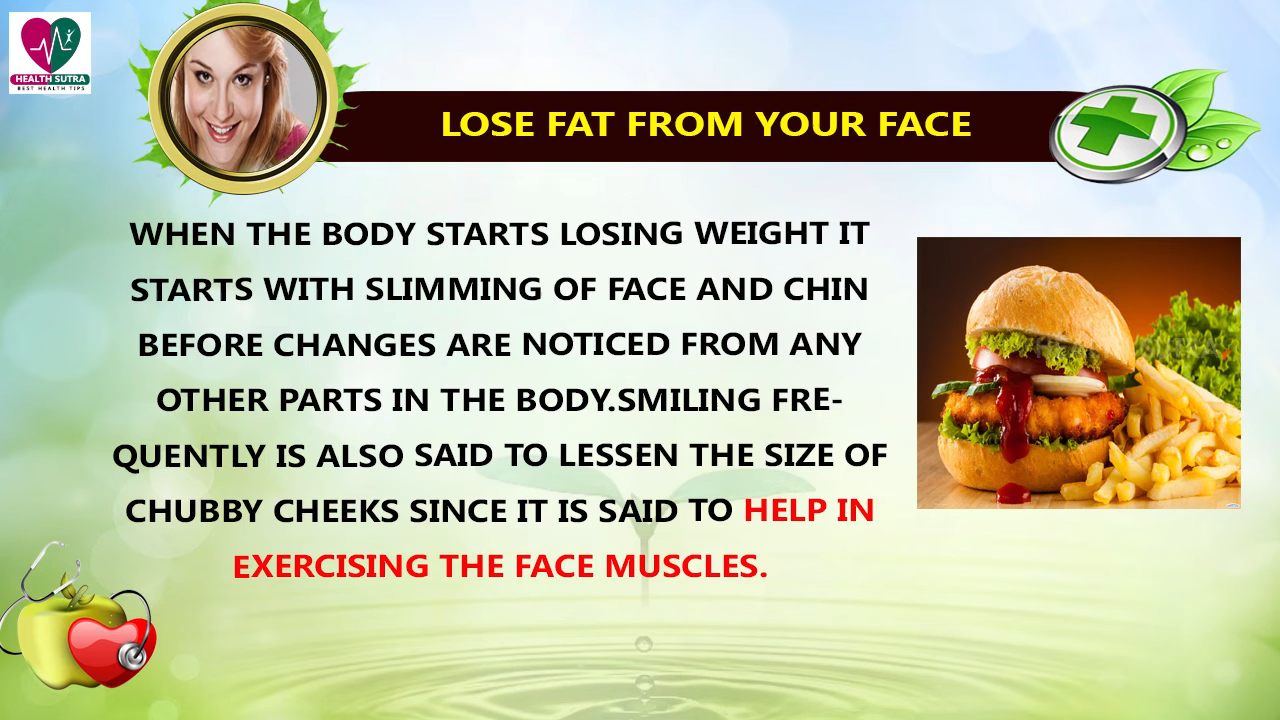 HEALTH SUTRA
BEST HEALTH TIPS
LOSE FAT FROM YOUR FACE
WHEN THE BODY STARTS LOSING WEIGHT IT
STARTS WITH SLIMMING OF FACE AND CHIN
BEFORE CHANGES ARE NOTICED FROM ANY
OTHER PARTS IN THE BODY.SMILING FRE-
QUENTLY IS ALSO SAID TO LESSEN THE SIZE OF
CHUBBY CHEEKS SINCE IT IS SAID TO HELP IN
EXERCISING THE FACE MUSCLES.